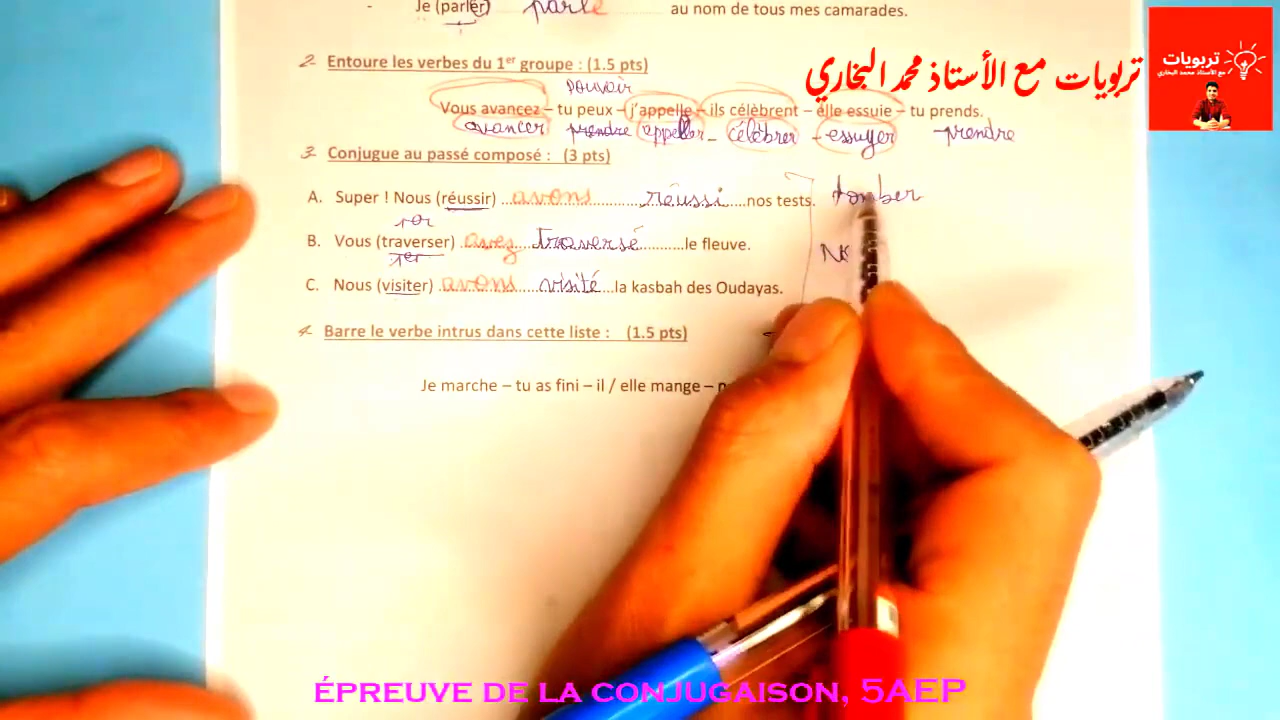 - Je (parler) parle au nom de tous mes camarades.
2- Entoure les verbes du 1er groupe : (1.5 pts)
pouvoir
Vous avancez – tu peux – j'appelle – ils célèbrent – elle essuie – tu prends.
avancer prendre appeller - célébrer - essuyer - prendre
3- Conjugue au passé composé : (3 pts)
A. Super ! Nous (réussir) avons réussi nos tests. tomber
B. Vous (traverser) avez traversé le fleuve.
C. Nous (visiter) avons visité la kasbah des Oudayas.
4- Barre le verbe intrus dans cette liste : (1.5 pts)
Je marche – tu as fini – il / elle mange –
تربويات مع الأستاذ محمد البخاري
تربويات
مع الأستاذ محمد البخاري
ÉPREUVE DE LA CONJUGAISON, 5AEP